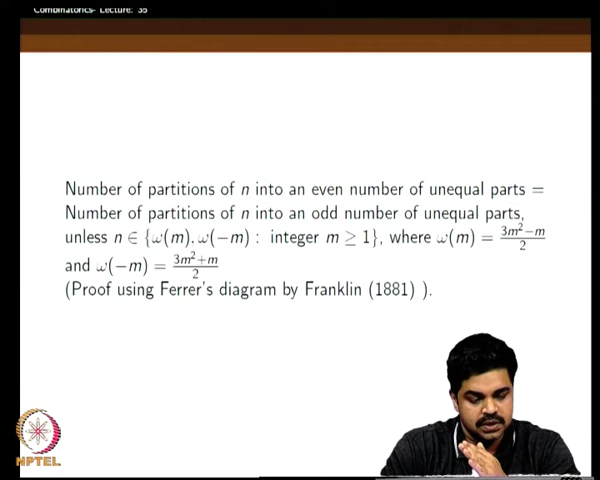 Combinatorics- Lecture: 35
Number of partitions of n into an even number of unequal parts =
Number of partitions of n into an odd number of unequal parts,
unless n ∈ {ω(m).ω(−m) : integer m ≥ 1}, where ω(m) = (3m²−m)/2
and ω(−m) = (3m²+m)/2
(Proof using Ferrer's diagram by Franklin (1881) ).
NPTEL